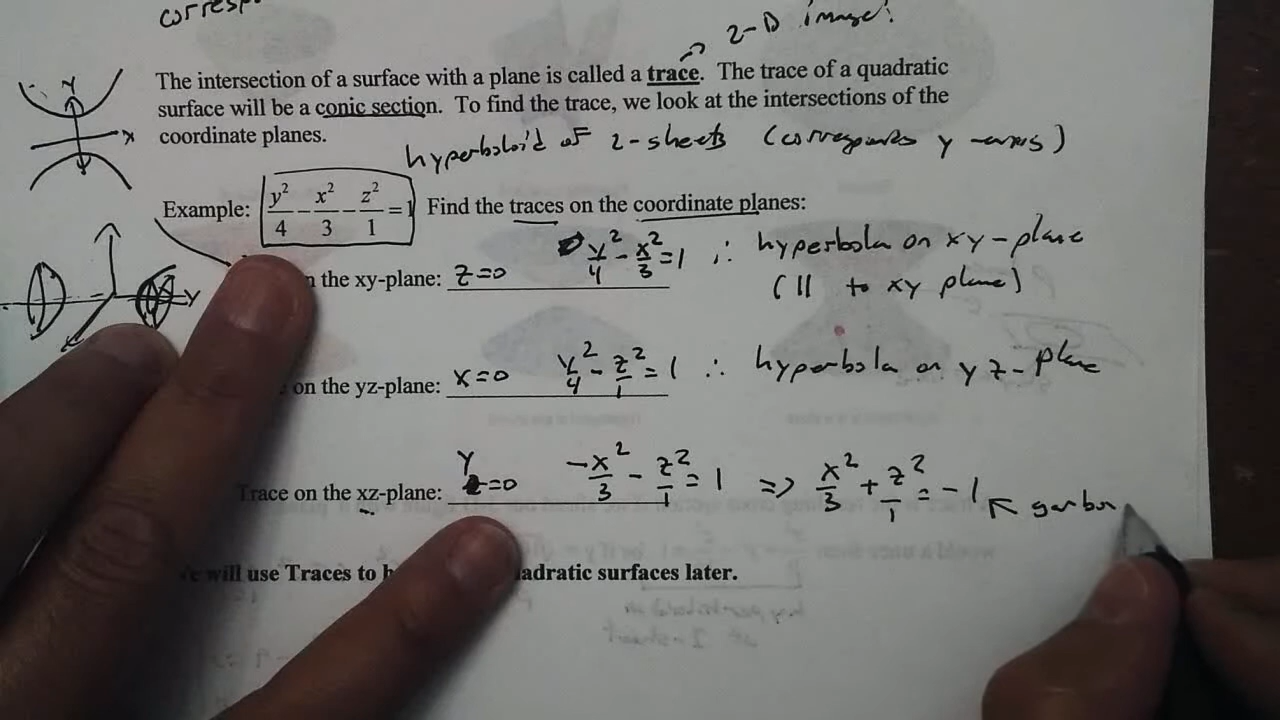 2-D image!
The intersection of a surface with a plane is called a trace. The trace of a quadratic
surface will be a conic section. To find the trace, we look at the intersections of the
coordinate planes.
hyperboloid of 2-sheets (corresponds y-axis)
Example: y²/4 - x²/3 - z²/1 = 1 Find the traces on the coordinate planes:
the xy-plane: z=0 y²/4 - x²/3 = 1 ∴ hyperbola on xy-plane
(|| to xy plane)
on the yz-plane: x=0 y²/4 - z²/1 = 1 ∴ hyperbola on yz-plane
Trace on the xz-plane: y=0 -x²/3 - z²/1 = 1 => x²/3 + z²/1 = -1 ↖ garba
will use Traces to adratic surfaces later.
Y
X
Y